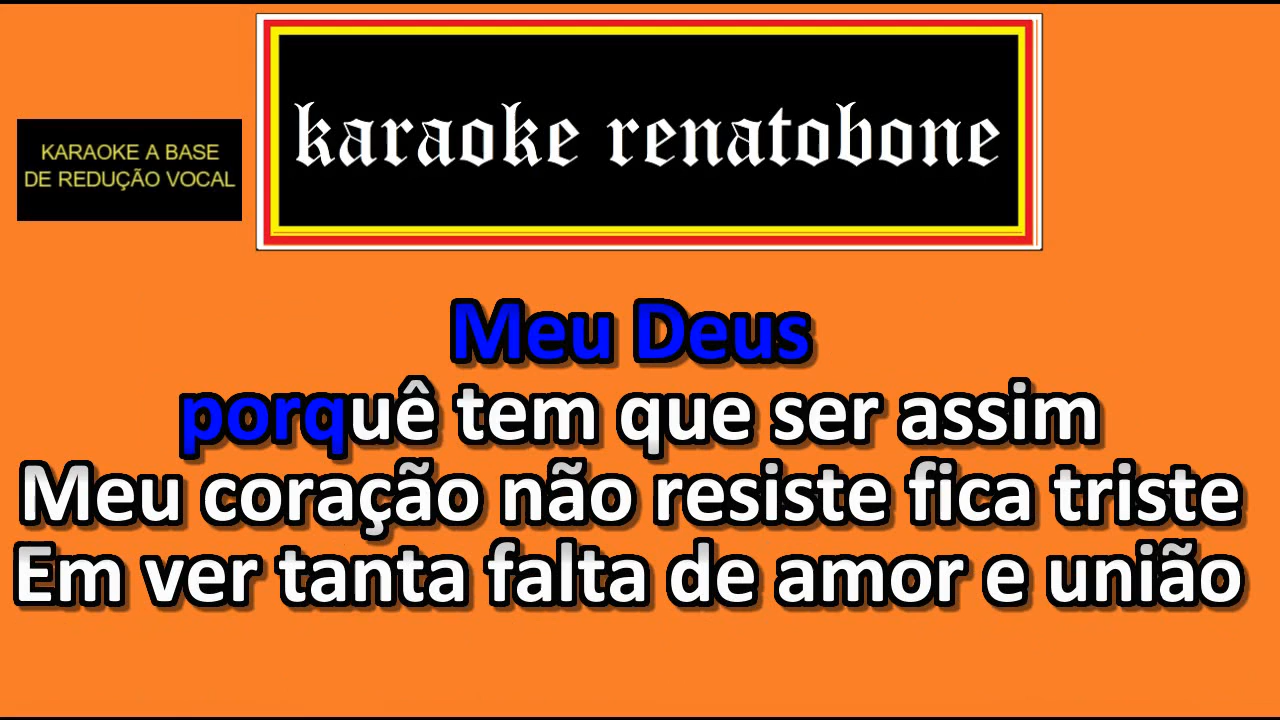 karaoke renatobone
KARAOKE A BASE
DE REDUÇÃO VOCAL
Meu Deus
porquê tem que ser assim
Meu coração não resiste fica triste
Em ver tanta falta de amor e união